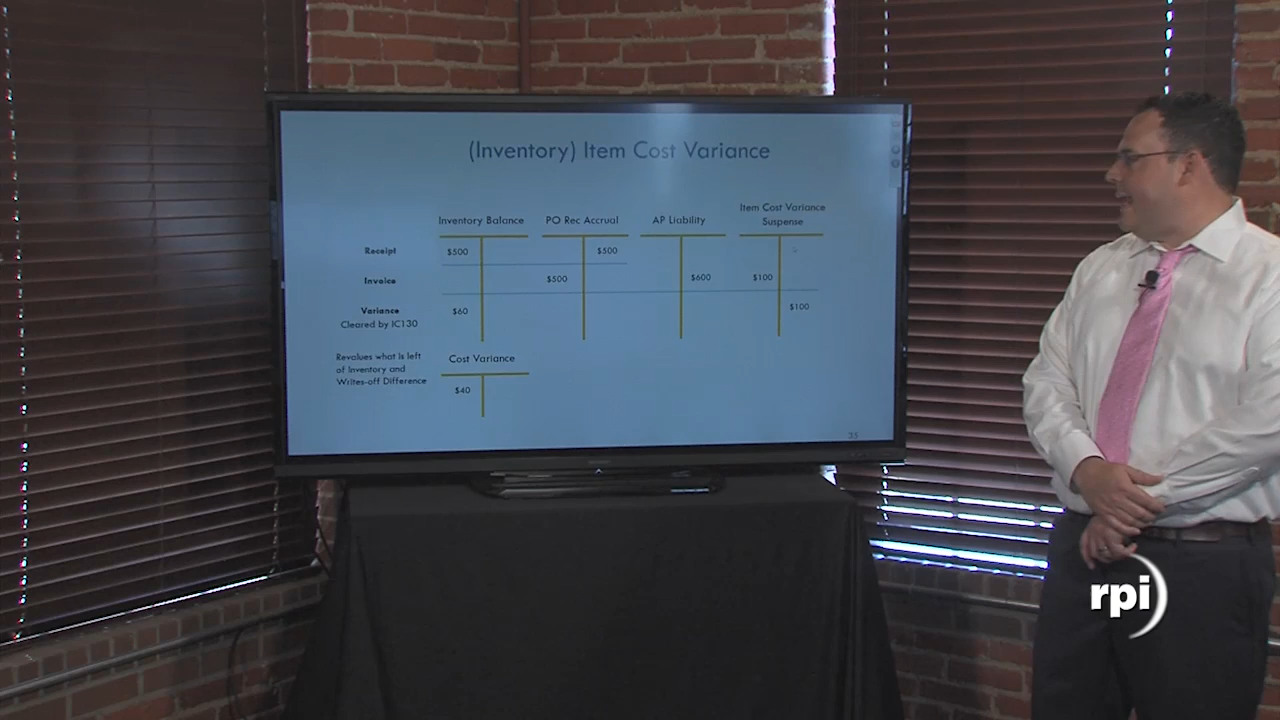 (Inventory) Item Cost Variance
Inventory Balance PO Rec Accrual AP Liability Item Cost Variance
Suspense
Receipt $500 $500
Invoice $500 $600 $100
Variance $60 $100
Cleared by IC130
Revalues what is left
of Inventory and
Writes-off Difference
Cost Variance
$40
35
rpi